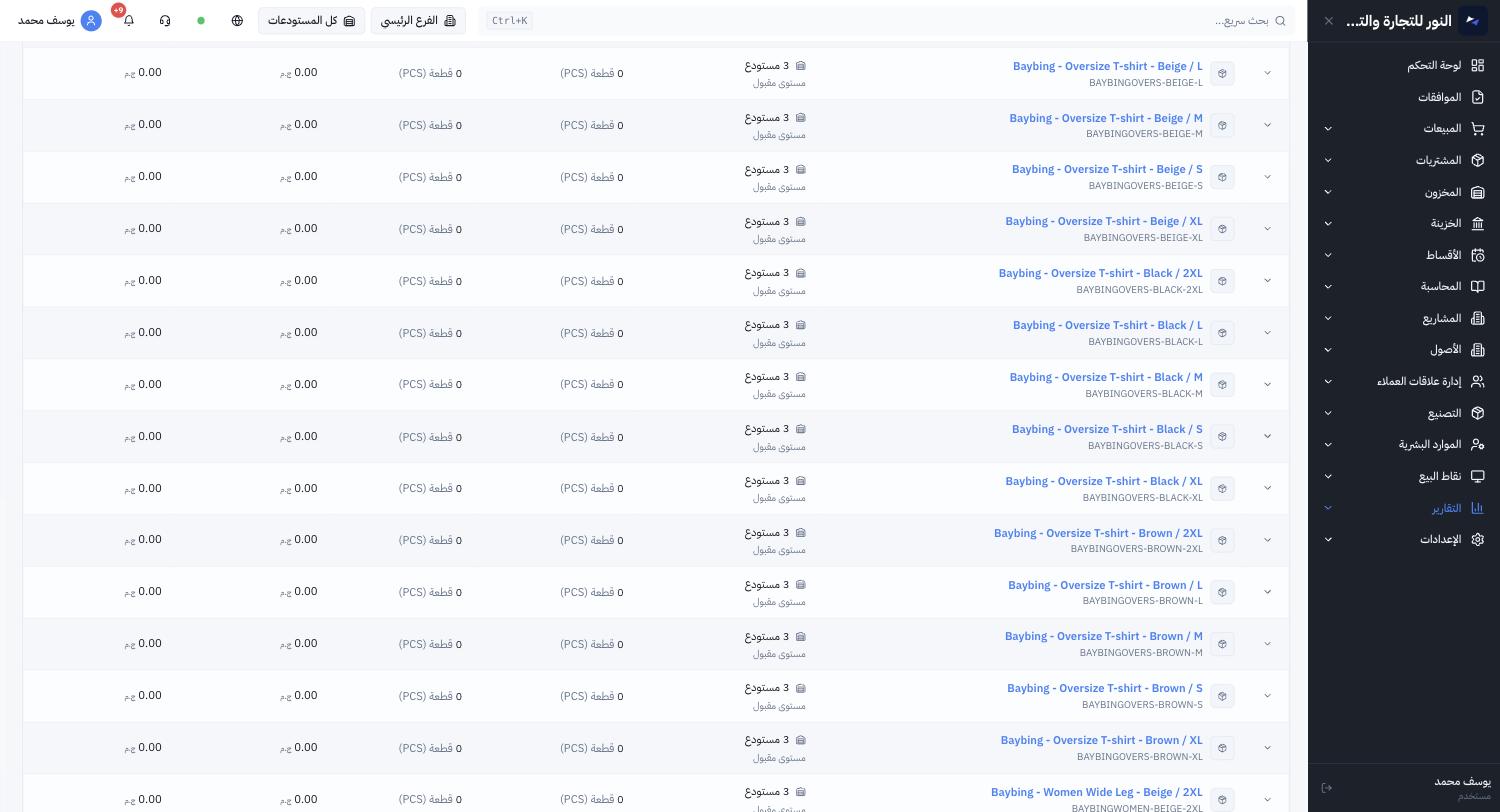 النور للتجارة والتـ...
بحث سريع...
Ctrl+K
الفرع الرئيسي
كل المستودعات
+9
يوسف محمد
لوحة التحكم
الموافقات
المبيعات
المشتريات
المخزون
الخزينة
الأقساط
المحاسبة
المشاريع
الأصول
إدارة علاقات العملاء
التصنيع
الموارد البشرية
نقاط البيع
التقارير
الإعدادات
يوسف محمد
مستخدم
Baybing - Oversize T-shirt - Beige / L 3 مستودع 0 قطعة (PCS) 0 قطعة (PCS) 0.00 ج.م 0.00 ج.م
BAYBINGOVERS-BEIGE-L مستوى مقبول
Baybing - Oversize T-shirt - Beige / M 3 مستودع 0 قطعة (PCS) 0 قطعة (PCS) 0.00 ج.م 0.00 ج.م
BAYBINGOVERS-BEIGE-M مستوى مقبول
Baybing - Oversize T-shirt - Beige / S 3 مستودع 0 قطعة (PCS) 0 قطعة (PCS) 0.00 ج.م 0.00 ج.م
BAYBINGOVERS-BEIGE-S مستوى مقبول
Baybing - Oversize T-shirt - Beige / XL 3 مستودع 0 قطعة (PCS) 0 قطعة (PCS) 0.00 ج.م 0.00 ج.م
BAYBINGOVERS-BEIGE-XL مستوى مقبول
Baybing - Oversize T-shirt - Black / 2XL 3 مستودع 0 قطعة (PCS) 0 قطعة (PCS) 0.00 ج.م 0.00 ج.م
BAYBINGOVERS-BLACK-2XL مستوى مقبول
Baybing - Oversize T-shirt - Black / L 3 مستودع 0 قطعة (PCS) 0 قطعة (PCS) 0.00 ج.م 0.00 ج.م
BAYBINGOVERS-BLACK-L مستوى مقبول
Baybing - Oversize T-shirt - Black / M 3 مستودع 0 قطعة (PCS) 0 قطعة (PCS) 0.00 ج.م 0.00 ج.م
BAYBINGOVERS-BLACK-M مستوى مقبول
Baybing - Oversize T-shirt - Black / S 3 مستودع 0 قطعة (PCS) 0 قطعة (PCS) 0.00 ج.م 0.00 ج.م
BAYBINGOVERS-BLACK-S مستوى مقبول
Baybing - Oversize T-shirt - Black / XL 3 مستودع 0 قطعة (PCS) 0 قطعة (PCS) 0.00 ج.م 0.00 ج.م
BAYBINGOVERS-BLACK-XL مستوى مقبول
Baybing - Oversize T-shirt - Brown / 2XL 3 مستودع 0 قطعة (PCS) 0 قطعة (PCS) 0.00 ج.م 0.00 ج.م
BAYBINGOVERS-BROWN-2XL مستوى مقبول
Baybing - Oversize T-shirt - Brown / L 3 مستودع 0 قطعة (PCS) 0 قطعة (PCS) 0.00 ج.م 0.00 ج.م
BAYBINGOVERS-BROWN-L مستوى مقبول
Baybing - Oversize T-shirt - Brown / M 3 مستودع 0 قطعة (PCS) 0 قطعة (PCS) 0.00 ج.م 0.00 ج.م
BAYBINGOVERS-BROWN-M مستوى مقبول
Baybing - Oversize T-shirt - Brown / S 3 مستودع 0 قطعة (PCS) 0 قطعة (PCS) 0.00 ج.م 0.00 ج.م
BAYBINGOVERS-BROWN-S مستوى مقبول
Baybing - Oversize T-shirt - Brown / XL 3 مستودع 0 قطعة (PCS) 0 قطعة (PCS) 0.00 ج.م 0.00 ج.م
BAYBINGOVERS-BROWN-XL مستوى مقبول
Baybing - Women Wide Leg - Beige / 2XL 3 مستودع 0 قطعة (PCS) 0 قطعة (PCS) 0.00 ج.م 0.00 ج.م
BAYBINGWOMEN-BEIGE-2XL مستوى مقبول